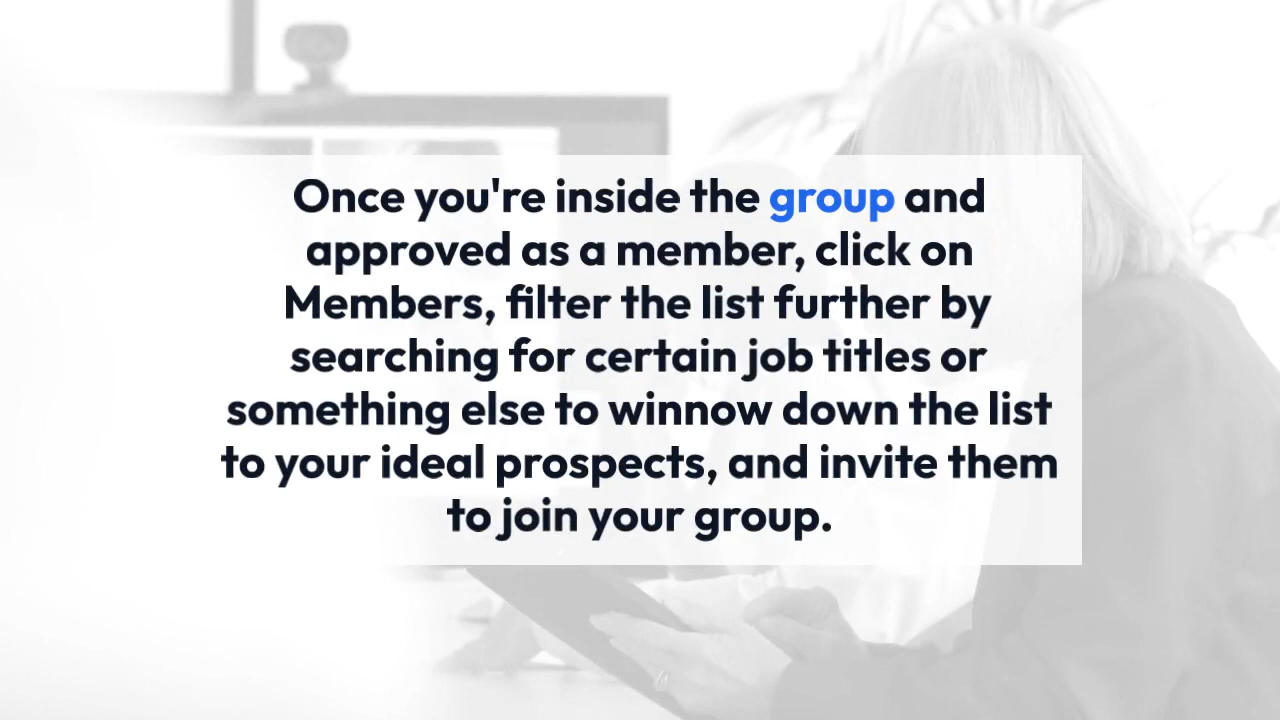 Once you're inside the group and
approved as a member, click on
Members, filter the list further by
searching for certain job titles or
something else to winnow down the list
to your ideal prospects, and invite them
to join your group.